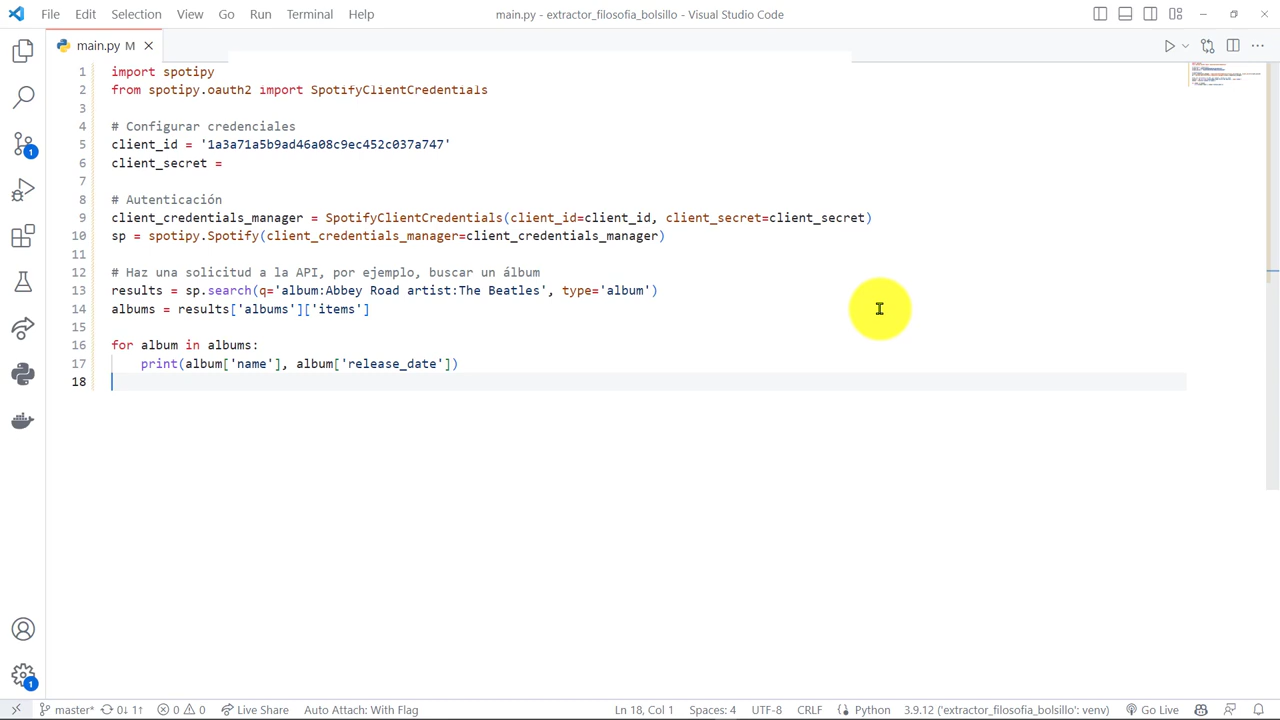 File Edit Selection View Go Run Terminal Help main.py - extractor_filosofia_bolsillo - Visual Studio Code
main.py M
1 import spotipy
2 from spotipy.oauth2 import SpotifyClientCredentials
3
4 # Configurar credenciales
5 client_id = '1a3a71a5b9ad46a08c9ec452c037a747'
6 client_secret =
7
8 # Autenticación
9 client_credentials_manager = SpotifyClientCredentials(client_id=client_id, client_secret=client_secret)
10 sp = spotipy.Spotify(client_credentials_manager=client_credentials_manager)
11
12 # Haz una solicitud a la API, por ejemplo, buscar un álbum
13 results = sp.search(q='album:Abbey Road artist:The Beatles', type='album')
14 albums = results['albums']['items']
15
16 for album in albums:
17     print(album['name'], album['release_date'])
18
1
1
master* 0↓ 1↑ 0 0 Live Share Auto Attach: With Flag Ln 18, Col 1 Spaces: 4 UTF-8 CRLF Python 3.9.12 ('extractor_filosofia_bolsillo': venv) Go Live